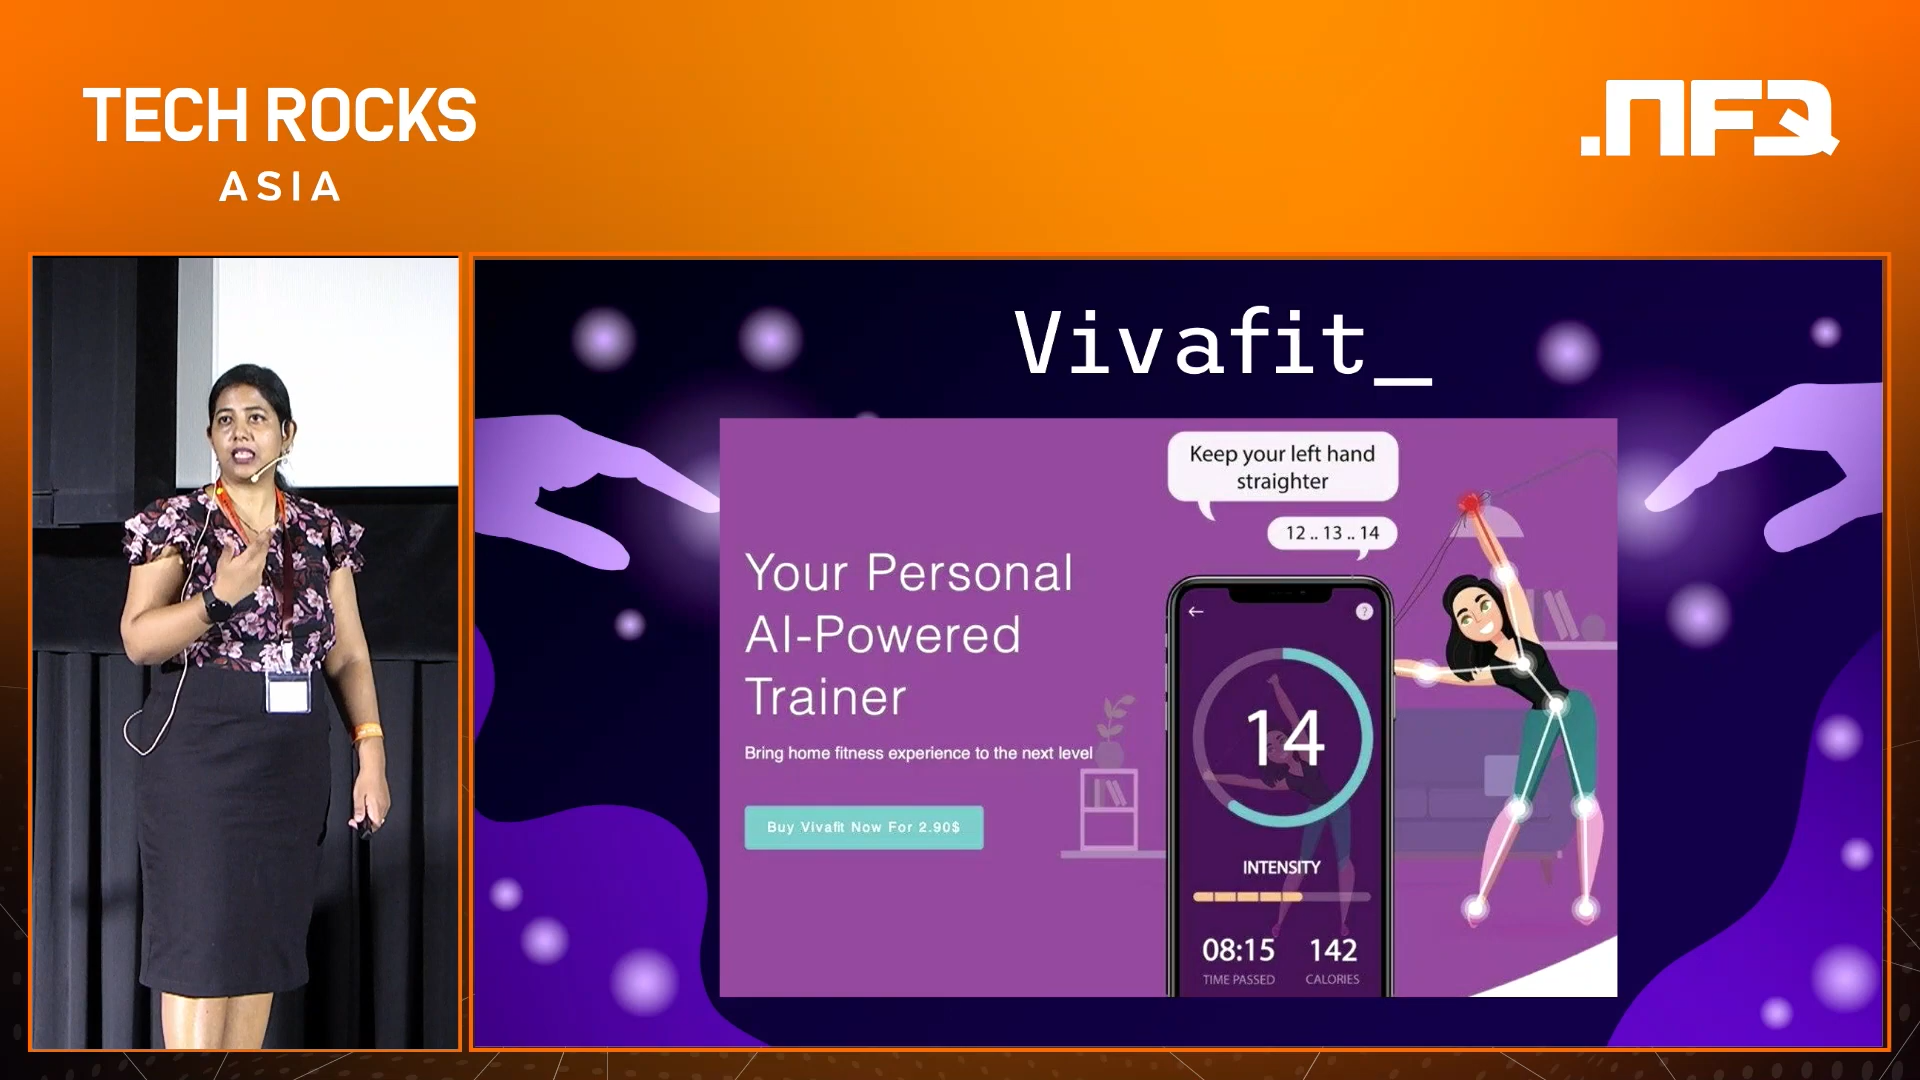 TECH ROCKS
ASIA
.NFQ
Vivafit_
Keep your left hand
straighter
12 .. 13 .. 14
Your Personal
AI-Powered
Trainer
Bring home fitness experience to the next level
Buy Vivafit Now For 2.90$
?
14
INTENSITY
08:15
142
TIME PASSED
CALORIES